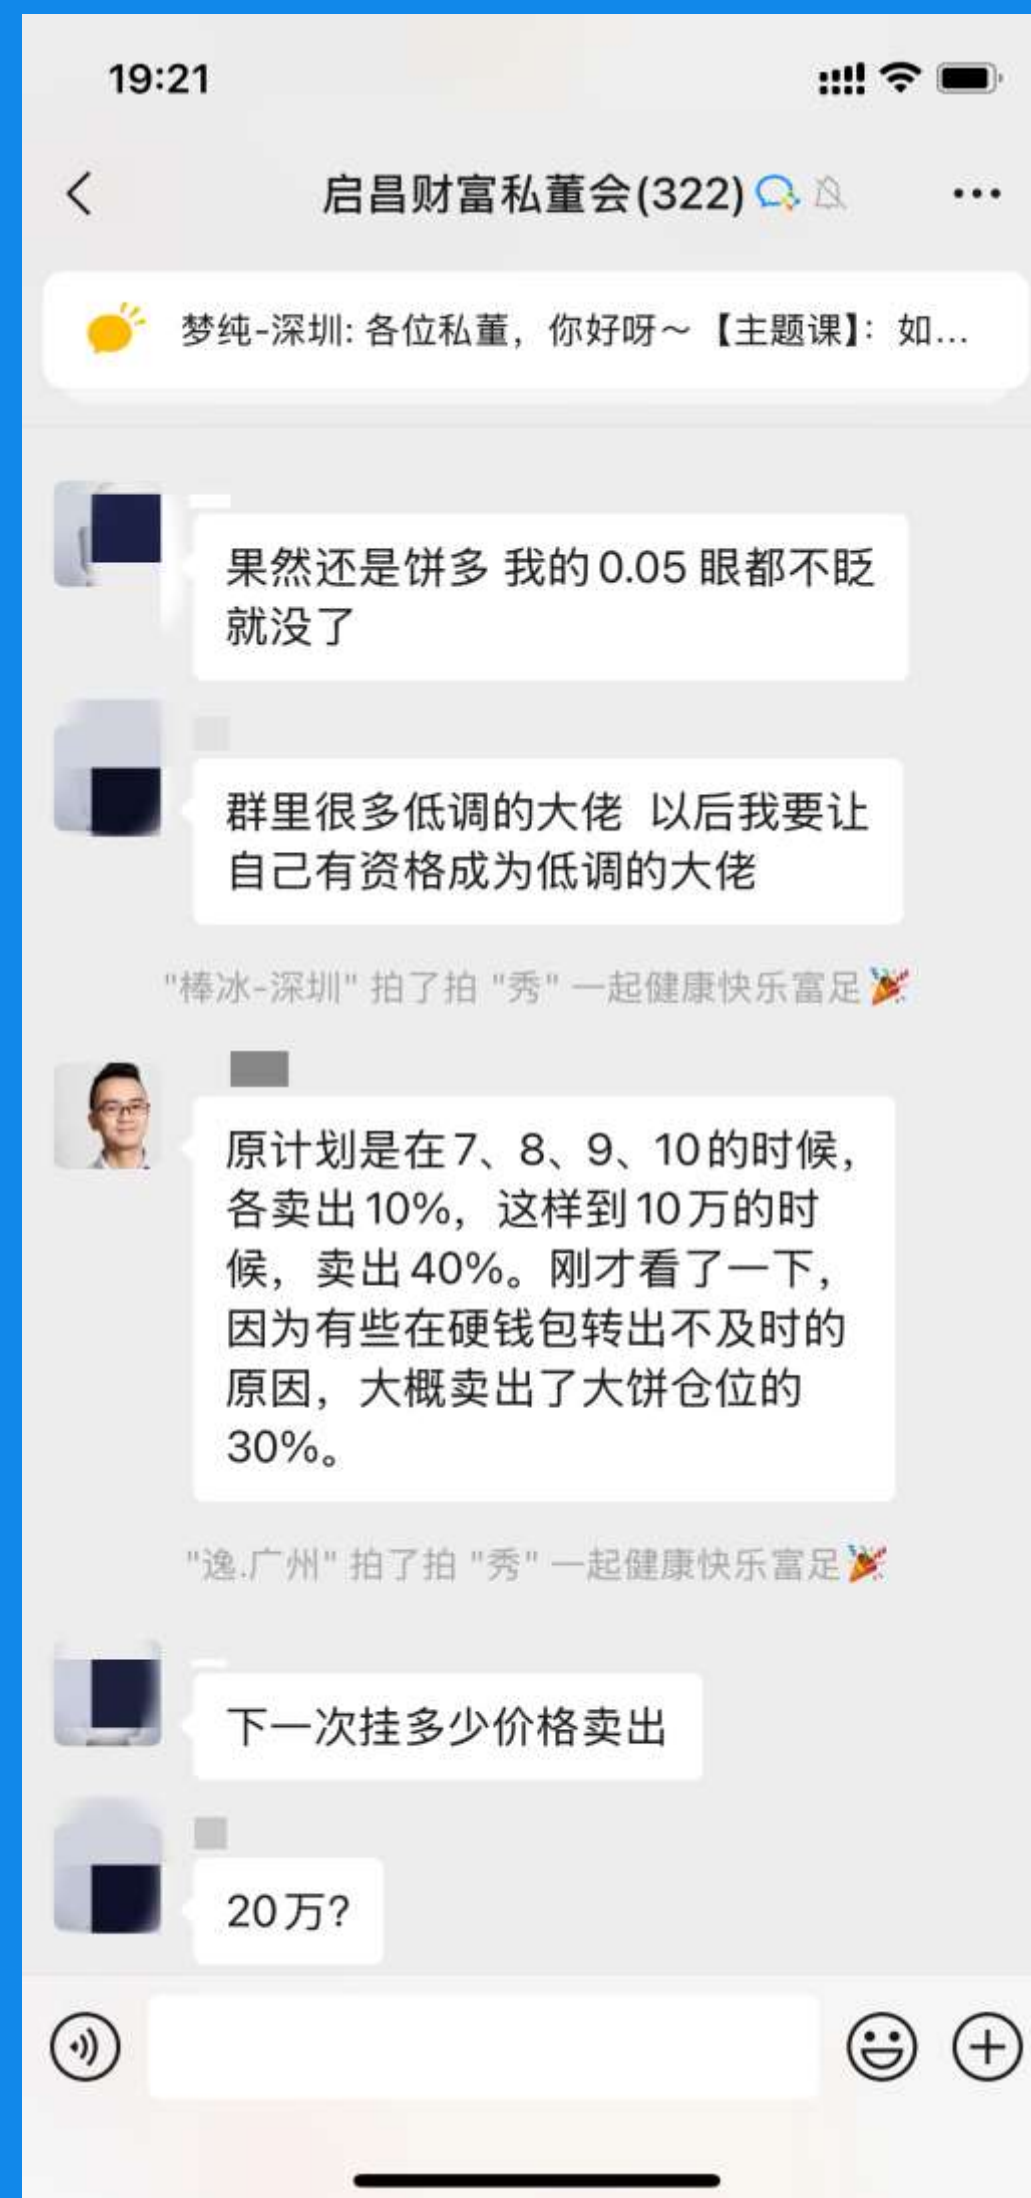 19:21
启昌财富私董会(322)
梦纯-深圳: 各位私董，你好呀～【主题课】：如...
果然还是饼多 我的0.05 眼都不眨
就没了
群里很多低调的大佬 以后我要让
自己有资格成为低调的大佬
"棒冰-深圳" 拍了拍 "秀" 一起健康快乐富足🎉
原计划是在7、8、9、10的时候，
各卖出10%，这样到10万的时
候，卖出40%。刚才看了一下，
因为有些在硬钱包转出不及时的
原因，大概卖出了大饼仓位的
30%。
"逸.广州" 拍了拍 "秀" 一起健康快乐富足🎉
下一次挂多少价格卖出
20万?